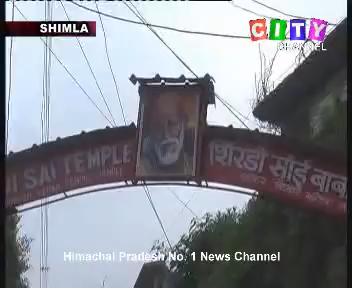 SHIMLA
CITY
CHANNEL
I SAI TEMPLE
शिरडी साँई बाबा
Himachal Pradesh No. 1 News Channel